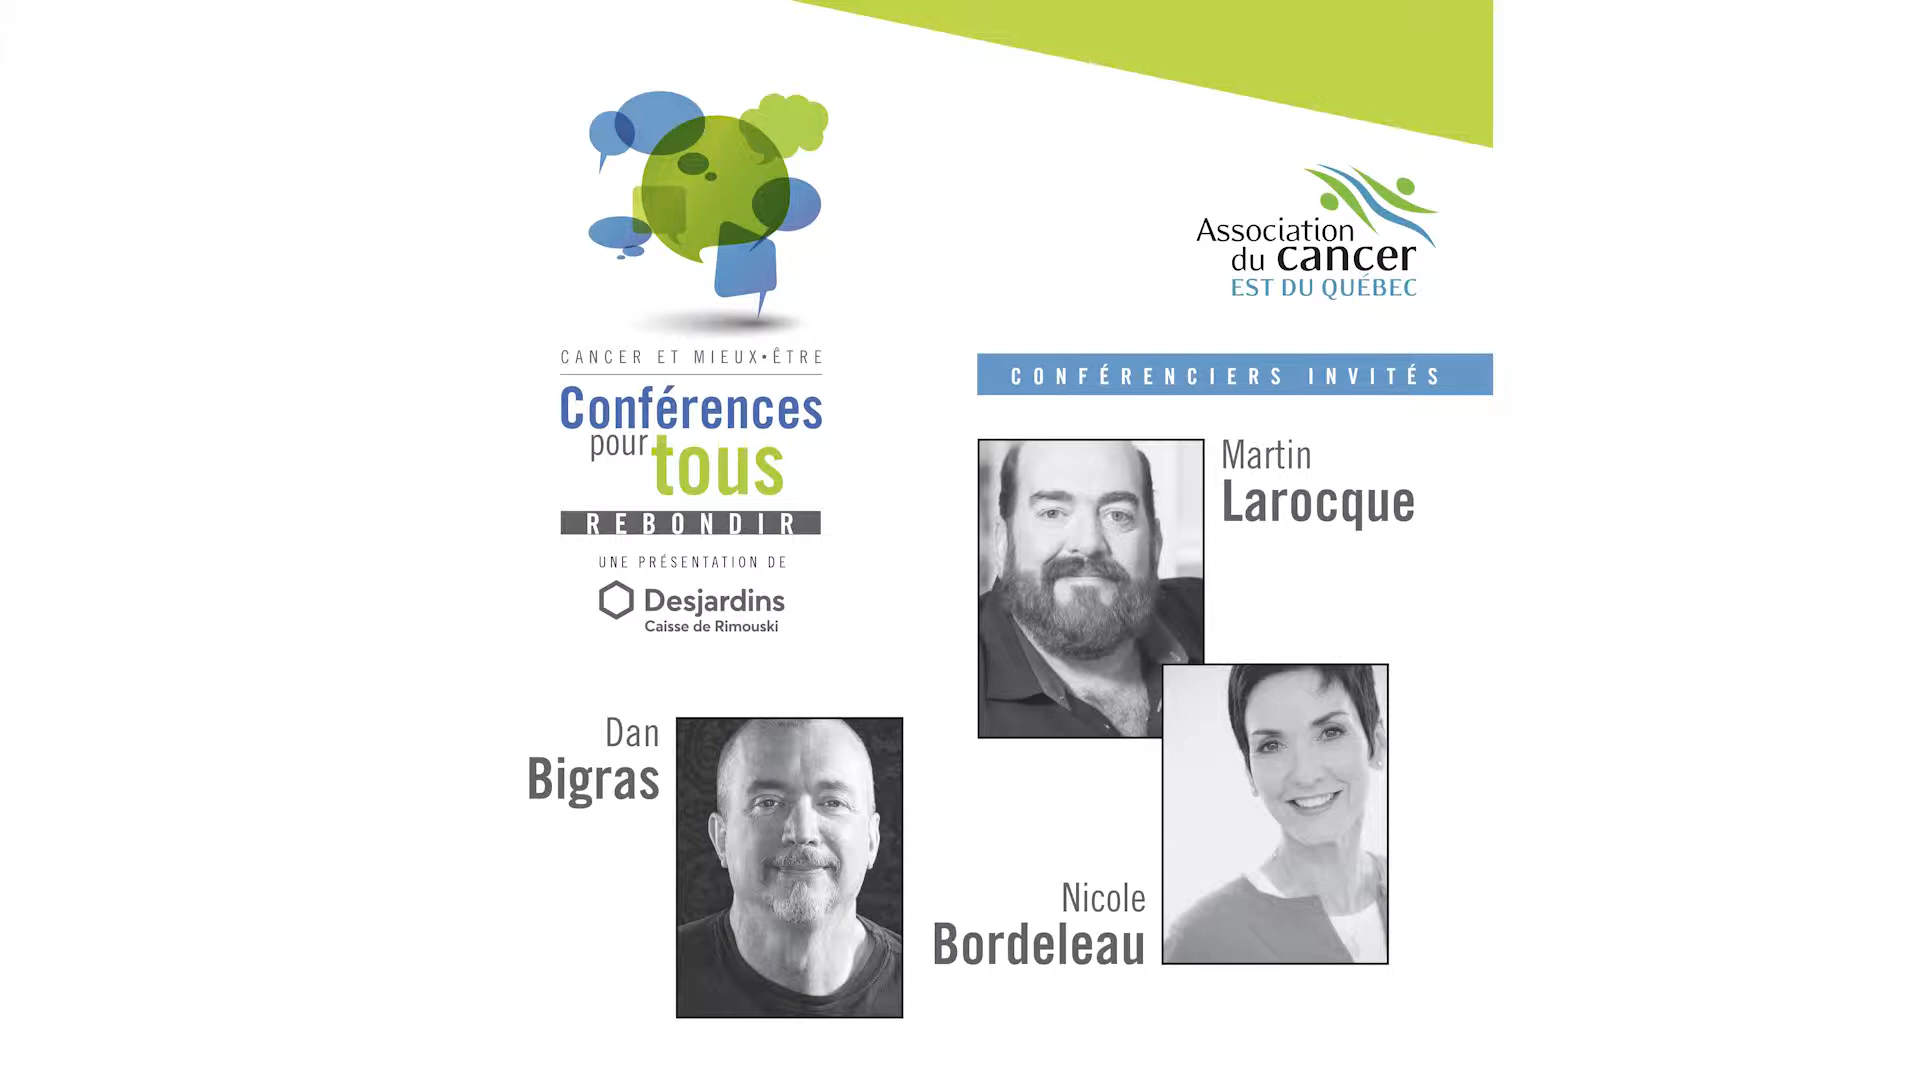 CANCER ET MIEUX•ÊTRE
Conférences
pour tous
REBONDIR
UNE PRÉSENTATION DE
Desjardins
Caisse de Rimouski
Association
du cancer
EST DU QUÉBEC
CONFÉRENCIERS INVITÉS
Martin
Larocque
Dan
Bigras
Nicole
Bordeleau